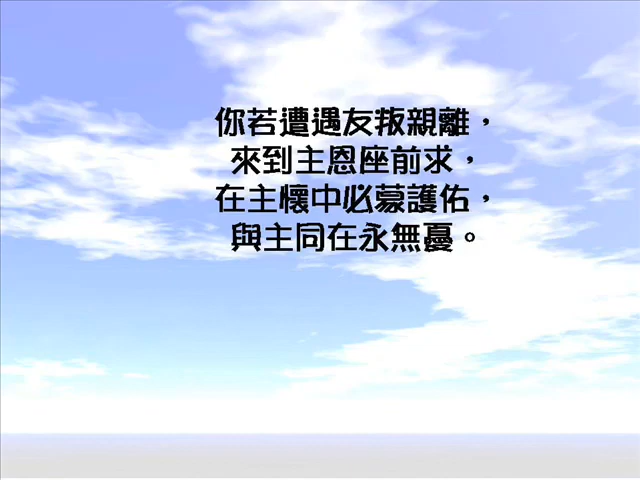 你若遭遇友叛親離，
來到主恩座前求，
在主懷中必蒙護佑，
與主同在永無憂。